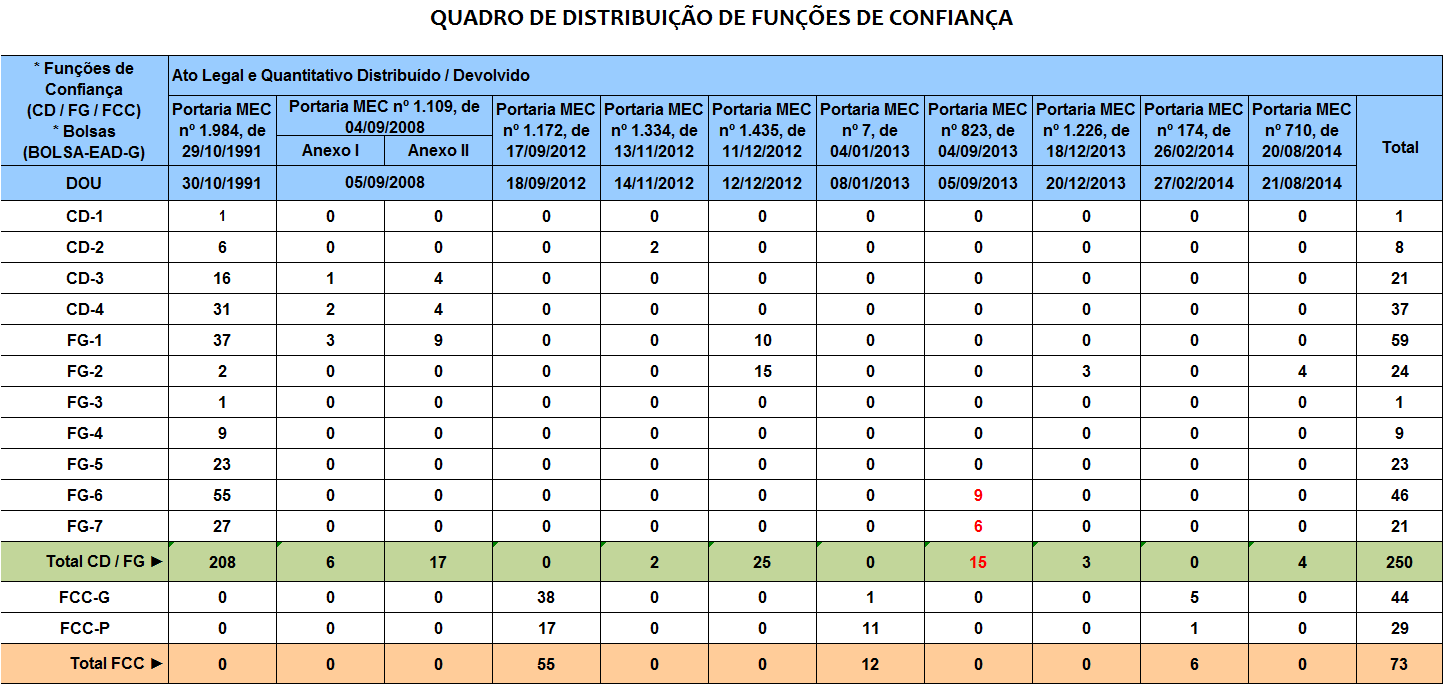 QUADRO DE DISTRIBUIÇÃO DE FUNÇÕES DE CONFIANÇA
* Funções de
Confiança
(CD / FG / FCC)
* Bolsas
(BOLSA-EAD-G)
Ato Legal e Quantitativo Distribuído / Devolvido
Portaria MEC
nº 1.984, de
29/10/1991
Portaria MEC nº 1.109, de
04/09/2008
Anexo I
Anexo II
Portaria MEC
nº 1.172, de
17/09/2012
Portaria MEC
nº 1.334, de
13/11/2012
Portaria MEC
nº 1.435, de
11/12/2012
Portaria MEC
nº 7, de
04/01/2013
Portaria MEC
nº 823, de
04/09/2013
Portaria MEC
nº 1.226, de
18/12/2013
Portaria MEC
nº 174, de
26/02/2014
Portaria MEC
nº 710, de
20/08/2014
Total
DOU 30/10/1991 05/09/2008 18/09/2012 14/11/2012 12/12/2012 08/01/2013 05/09/2013 20/12/2013 27/02/2014 21/08/2014
CD-1 1 0 0 0 0 0 0 0 0 0 0 1
CD-2 6 0 0 0 2 0 0 0 0 0 0 8
CD-3 16 1 4 0 0 0 0 0 0 0 0 21
CD-4 31 2 4 0 0 0 0 0 0 0 0 37
FG-1 37 3 9 0 0 10 0 0 0 0 0 59
FG-2 2 0 0 0 0 15 0 0 3 0 4 24
FG-3 1 0 0 0 0 0 0 0 0 0 0 1
FG-4 9 0 0 0 0 0 0 0 0 0 0 9
FG-5 23 0 0 0 0 0 0 0 0 0 0 23
FG-6 55 0 0 0 0 0 0 9 0 0 0 46
FG-7 27 0 0 0 0 0 0 6 0 0 0 21
Total CD / FG ► 208 6 17 0 2 25 0 15 3 0 4 250
FCC-G 0 0 0 38 0 0 1 0 0 5 0 44
FCC-P 0 0 0 17 0 0 11 0 0 1 0 29
Total FCC ► 0 0 0 55 0 0 12 0 0 6 0 73